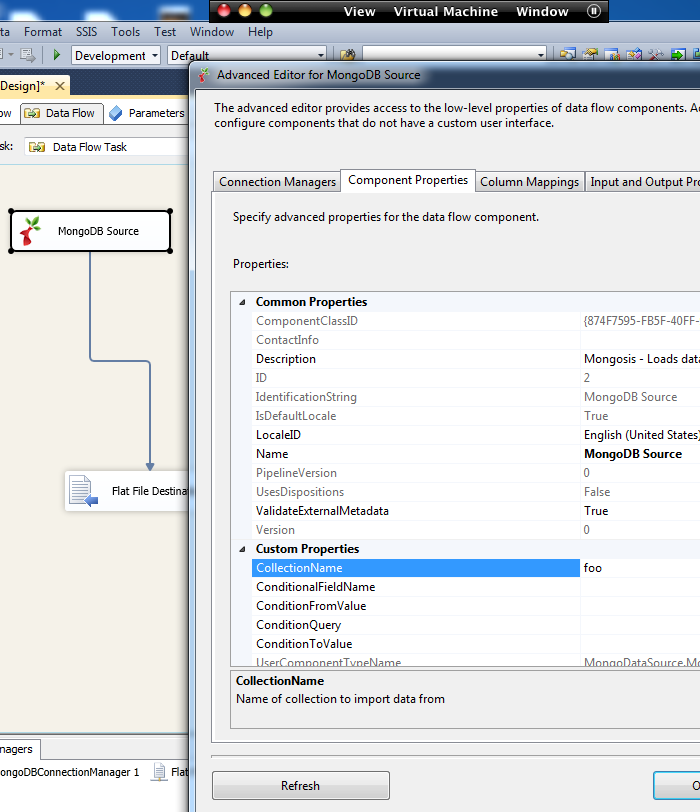 View Virtual Machine Window
Format SSIS Tools Test Window Help
Development Default
Design]*
Advanced Editor for MongoDB Source
The advanced editor provides access to the low-level properties of data flow components.
configure components that do not have a custom user interface.
Data Flow Parameters
Data Flow Task
Connection Managers Component Properties Column Mappings Input and Output
Specify advanced properties for the data flow component.
MongoDB Source
Properties:
Common Properties
ComponentClassID {874F7595-FB5F-40FF-
ContactInfo
Description Mongosis - Loads data
ID 2
IdentificationString MongoDB Source
IsDefaultLocale True
LocaleID English (United States)
Name MongoDB Source
PipelineVersion 0
Flat File Destina
UsesDispositions False
ValidateExternalMetadata True
Version 0
Custom Properties
CollectionName foo
ConditionalFieldName
ConditionFromValue
ConditionQuery
ConditionToValue
UserComponentTypeName MongoDataSource.Mo
CollectionName
Name of collection to import data from
nagers
ongoDBConnectionManager 1 Flat
Refresh